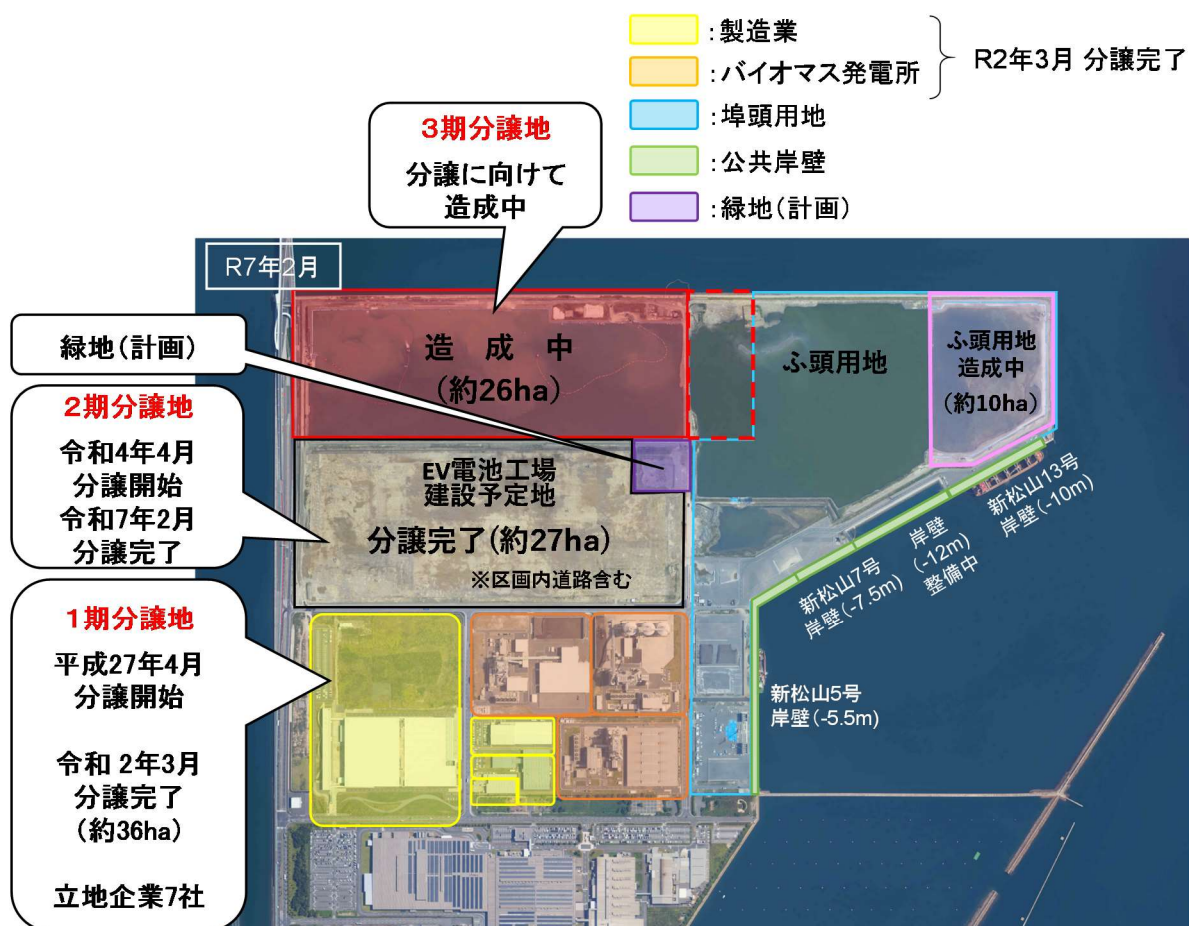 ：製造業
：バイオマス発電所
R2年3月 分譲完了
：埠頭用地
：公共岸壁
：緑地(計画)
3期分譲地
分譲に向けて
造成中
R7年2月
緑地(計画)
造 成 中
(約26ha)
ふ頭用地
ふ頭用地
造成中
(約10ha)
2期分譲地
令和4年4月
分譲開始
令和7年2月
分譲完了
EV電池工場
建設予定地
分譲完了(約27ha)
※区画内道路含む
新松山13号
岸壁(-10m)
岸壁
(-12m)
整備中
新松山7号
岸壁(-7.5m)
新松山5号
岸壁(-5.5m)
1期分譲地
平成27年4月
分譲開始
令和 2年3月
分譲完了
(約36ha)
立地企業7社